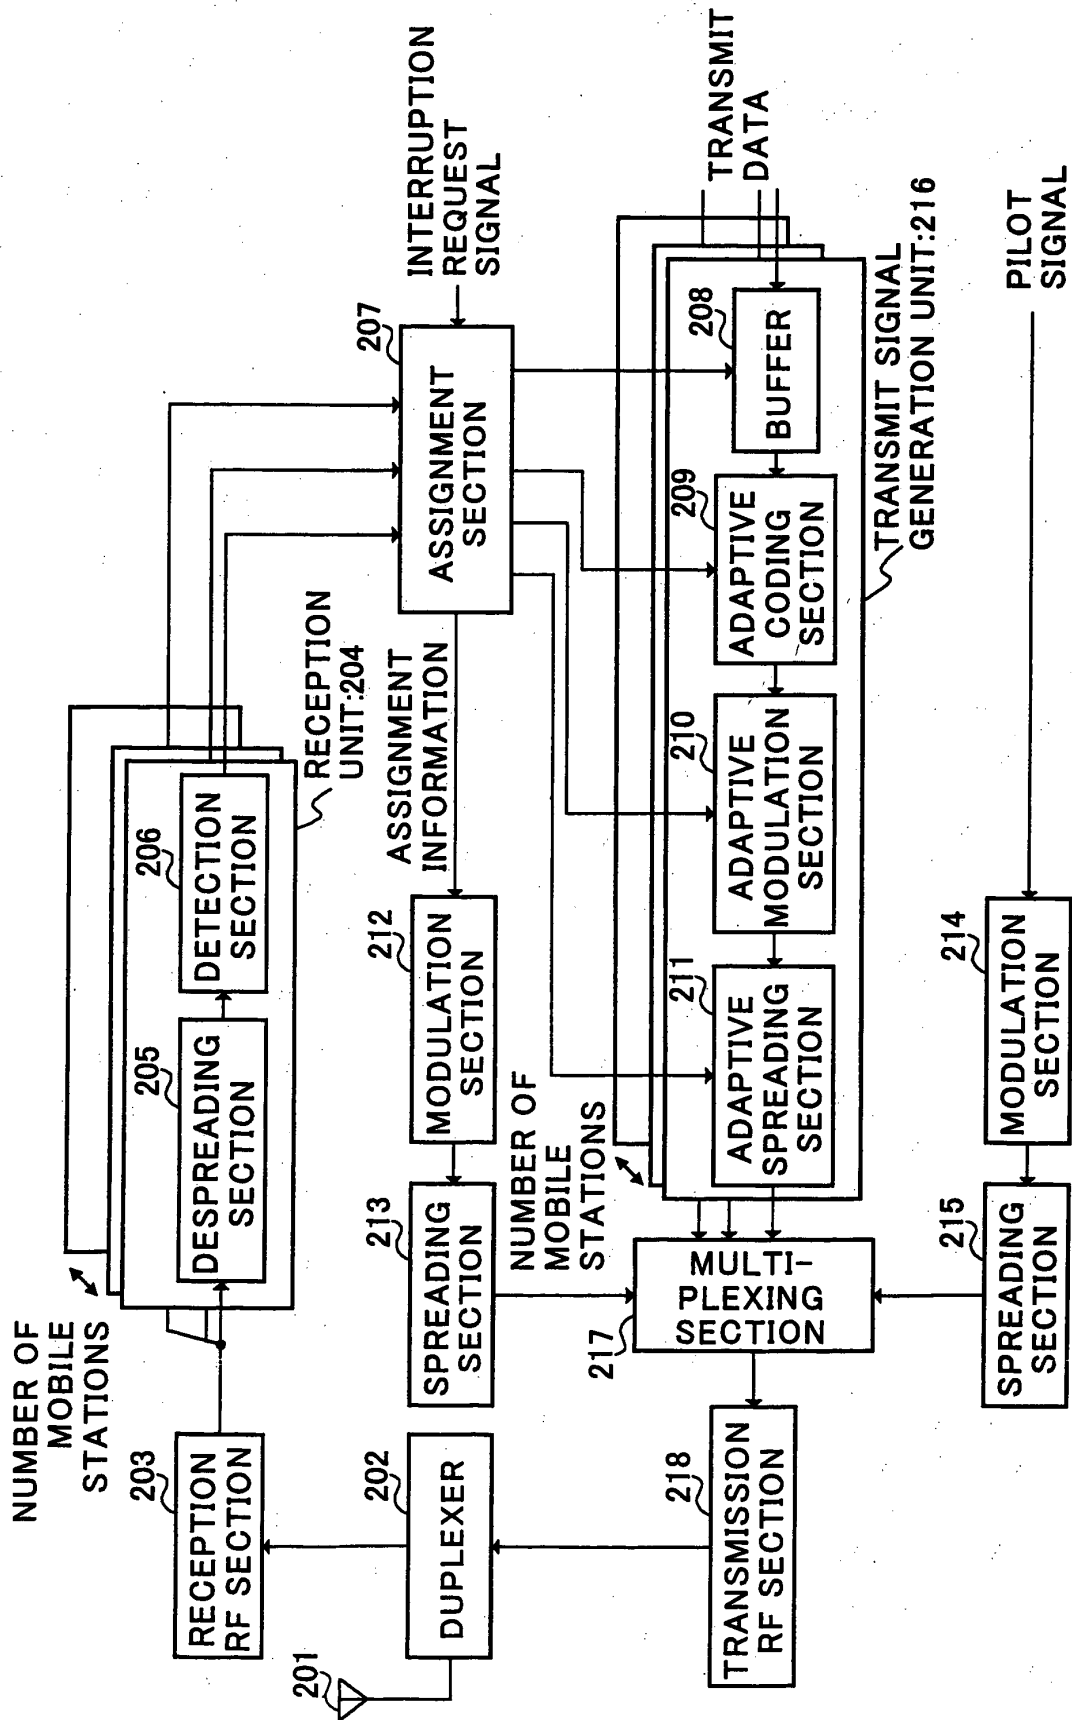 NUMBER OF
MOBILE
STATIONS
203
RECEPTION
RF SECTION
205
DESPREADING
SECTION
206
DETECTION
SECTION
RECEPTION
UNIT:204
201
202
DUPLEXER
213
SPREADING
SECTION
212
MODULATION
SECTION
ASSIGNMENT
INFORMATION
207
ASSIGNMENT
SECTION
INTERRUPTION
REQUEST
SIGNAL
NUMBER OF
MOBILE
STATIONS
218
TRANSMISSION
RF SECTION
217
MULTI-
PLEXING
SECTION
211
ADAPTIVE
SPREADING
SECTION
210
ADAPTIVE
MODULATION
SECTION
209
ADAPTIVE
CODING
SECTION
208
BUFFER
TRANSMIT
DATA
TRANSMIT SIGNAL
GENERATION UNIT:216
215
SPREADING
SECTION
214
MODULATION
SECTION
PILOT
SIGNAL